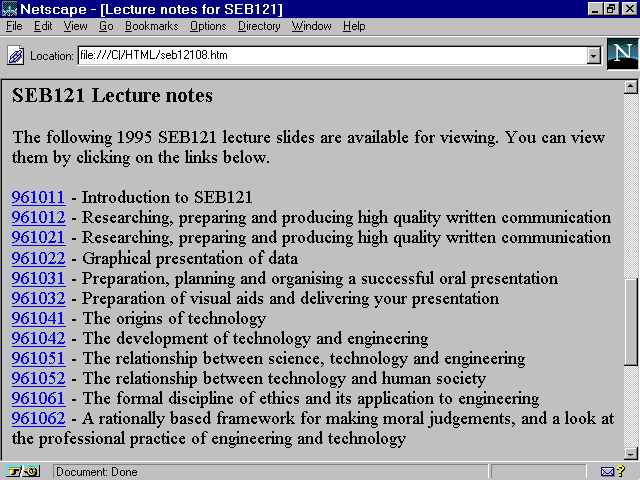 Netscape - [Lecture notes for SEB121]
File Edit View Go Bookmarks Options Directory Window Help
Location: file:///C|/HTML/seb12108.htm
N
SEB121 Lecture notes
The following 1995 SEB121 lecture slides are available for viewing. You can view
them by clicking on the links below.
961011 - Introduction to SEB121
961012 - Researching, preparing and producing high quality written communication
961021 - Researching, preparing and producing high quality written communication
961022 - Graphical presentation of data
961031 - Preparation, planning and organising a successful oral presentation
961032 - Preparation of visual aids and delivering your presentation
961041 - The origins of technology
961042 - The development of technology and engineering
961051 - The relationship between science, technology and engineering
961052 - The relationship between technology and human society
961061 - The formal discipline of ethics and its application to engineering
961062 - A rationally based framework for making moral judgements, and a look at
the professional practice of engineering and technology
Document: Done
?